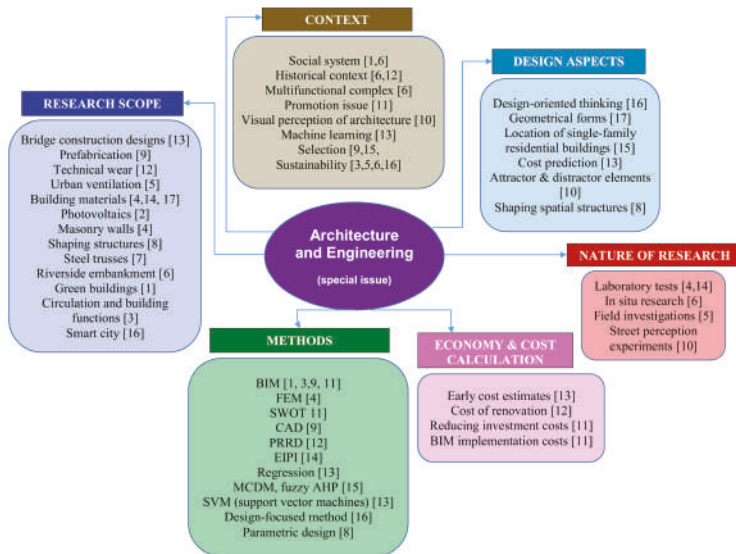 CONTEXT
Social system [1,6]
Historical context [6,12]
Multifunctional complex [6]
Promotion issue [11]
Visual perception of architecture [10]
Machine learning [13]
Selection [9,15,
Sustainability [3,5,6,16]
DESIGN ASPECTS
Design-oriented thinking [16]
Geometrical forms [17]
Location of single-family
residential buildings [15]
Cost prediction [13]
Attractor & distractor elements
[10]
Shaping spatial structures [8]
RESEARCH SCOPE
Bridge construction designs [13]
Prefabrication [9]
Technical wear [12]
Urban ventilation [5]
Building materials [4,14, 17]
Photovoltaics [2]
Masonry walls [4]
Shaping structures [8]
Steel trusses [7]
Riverside embankment [6]
Green buildings [1]
Circulation and building
functions [3]
Smart city [16]
Architecture
and Engineering
(special issue)
NATURE OF RESEARCH
Laboratory tests [4,14]
In situ research [6]
Field investigations [5]
Street perception
experiments [10]
METHODS
BIM [1, 3,9, 11]
FEM [4]
SWOT 11]
CAD [9]
PRRD [12]
EIPI [14]
Regression [13]
MCDM, fuzzy AHP [15]
SVM (support vector machines) [13]
Design-focused method [16]
Parametric design [8]
ECONOMY & COST
CALCULATION
Early cost estimates [13]
Cost of renovation [12]
Reducing investment costs [11]
BIM implementation costs [11]